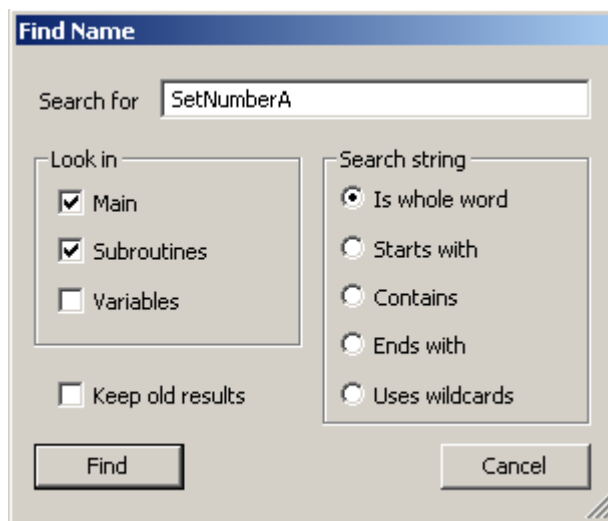 Find Name
Search for SetNumberA
Look in
Main
Subroutines
Variables
Keep old results
Search string
Is whole word
Starts with
Contains
Ends with
Uses wildcards
Find
Cancel